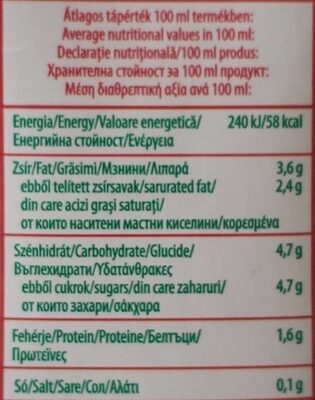 Átlagos tápérték 100 ml termékben:
Average nutritional values in 100 ml:
Declarație nutrițională/100 ml produs:
Хранителна стойност за 100 ml продукт:
Μέση διαθρεπτική αξία ανά 100 ml:
Energia/Energy/Valoare energetică/ 240 kJ/58 kcal
Енергийна стойност/Ενέργεια
Zsír/Fat/Grăsimi/Мзнини/Λιπαρά 3,6 g
ebből telített zsírsavak/sarurated fat/ 2,4 g
din care acizi grași saturați/
от които наситени мастни киселини/κορεσμένα
Szénhidrát/Carbohydrate/Glucide/ 4,7 g
Въглехидрати/Υδατάνθρακες
ebből cukrok/sugars/din care zaharuri/ 4,7 g
от които захари/σάκχαρα
Fehérje/Protein/Proteine/Белтъци/ 1,6 g
Πρωτεϊνες
Só/Salt/Sare/Сол/Αλάτι 0,1 g